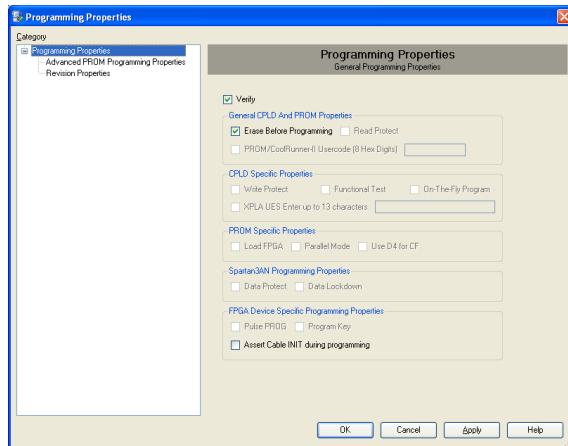 Programming Properties
Category
Programming Properties
Advanced PROM Programming Properties
Revision Properties
Programming Properties
General Programming Properties
Verify
General CPLD And PROM Properties
Erase Before Programming Read Protect
PROM/CoolRunner-II Usercode (8 Hex Digits)
CPLD Specific Properties
Write Protect Functional Test On-The-Fly Program
XPLA UES Enter up to 13 characters
PROM Specific Properties
Load FPGA Parallel Mode Use D4 for CF
Spartan3AN Programming Properties
Data Protect Data Lockdown
FPGA Device Specific Programming Properties
Pulse PROG Program Key
Assert Cable INIT during programming
OK Cancel Apply Help